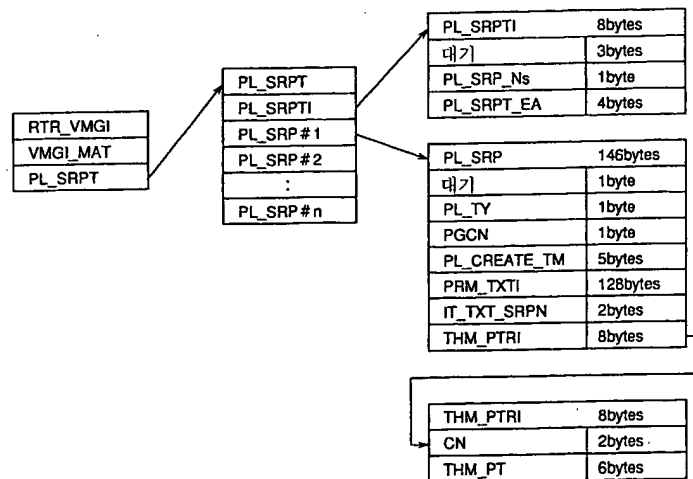 RTR_VMGI
VMGI_MAT
PL_SRPT
PL_SRPT
PL_SRPTI
PL_SRP#1
PL_SRP#2
:
PL_SRP#n
PL_SRPTI 8bytes
대기 3bytes
PL_SRP_Ns 1byte
PL_SRPT_EA 4bytes
PL_SRP 146bytes
대기 1byte
PL_TY 1byte
PGCN 1byte
PL_CREATE_TM 5bytes
PRM_TXTI 128bytes
IT_TXT_SRPN 2bytes
THM_PTRI 8bytes
THM_PTRI 8bytes
CN 2bytes
THM_PT 6bytes